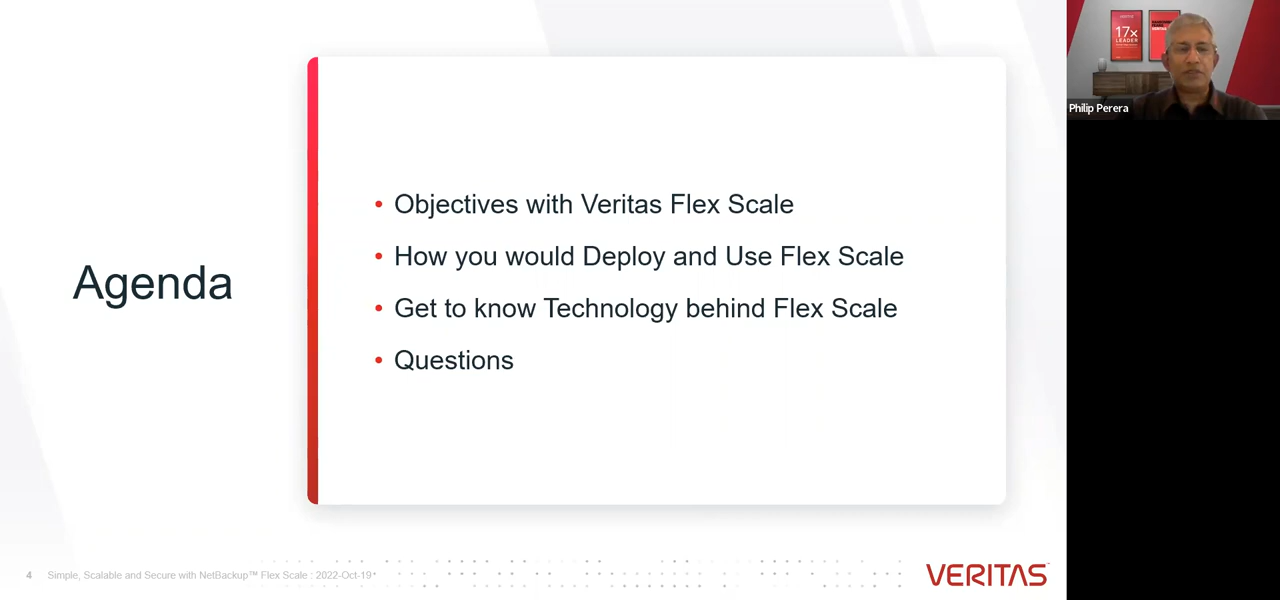 Agenda
• Objectives with Veritas Flex Scale
• How you would Deploy and Use Flex Scale
• Get to know Technology behind Flex Scale
• Questions
4 Simple, Scalable and Secure with NetBackup™ Flex Scale : 2022-Oct-19
VERITAS
17x
LEADER
Philip Perera